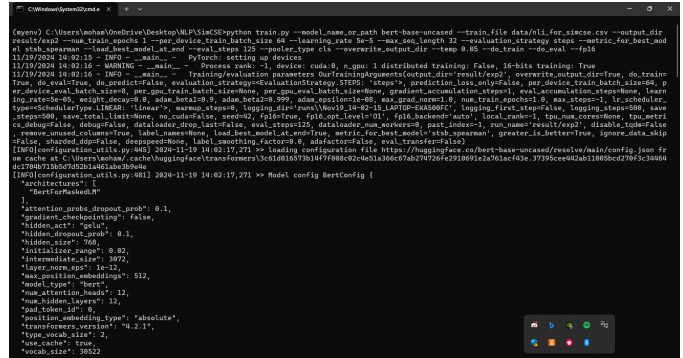 C:\Windows\System32\cmd.e
(myenv) C:\Users\moham\OneDrive\Desktop\NLP\SimCSE>python train.py --model_name_or_path bert-base-uncased --train_file data/nli_for_simcse.csv --output_dir
result/exp2 --num_train_epochs 1 --per_device_train_batch_size 64 --learning_rate 5e-5 --max_seq_length 32 --evaluation_strategy steps --metric_for_best_mod
el stsb_spearman --load_best_model_at_end --eval_steps 125 --pooler_type cls --overwrite_output_dir --temp 0.05 --do_train --do_eval --fp16
11/19/2024 14:02:15 - INFO - __main__ -   PyTorch: setting up devices
11/19/2024 14:02:16 - WARNING - __main__ -   Process rank: -1, device: cuda:0, n_gpu: 1 distributed training: False, 16-bits training: True
11/19/2024 14:02:16 - INFO - __main__ -   Training/evaluation parameters OurTrainingArguments(output_dir='result/exp2', overwrite_output_dir=True, do_train=
True, do_eval=True, do_predict=False, evaluation_strategy=<EvaluationStrategy.STEPS: 'steps'>, prediction_loss_only=False, per_device_train_batch_size=64, p
er_device_eval_batch_size=8, per_gpu_train_batch_size=None, per_gpu_eval_batch_size=None, gradient_accumulation_steps=1, eval_accumulation_steps=None, learn
ing_rate=5e-05, weight_decay=0.0, adam_beta1=0.9, adam_beta2=0.999, adam_epsilon=1e-08, max_grad_norm=1.0, num_train_epochs=1.0, max_steps=-1, lr_scheduler_
type=<SchedulerType.LINEAR: 'linear'>, warmup_steps=0, logging_dir='runs\\Nov19_14-02-15_LAPTOP-EKA500FC', logging_first_step=False, logging_steps=500, save
_steps=500, save_total_limit=None, no_cuda=False, seed=42, fp16=True, fp16_opt_level='O1', fp16_backend='auto', local_rank=-1, tpu_num_cores=None, tpu_metri
cs_debug=False, debug=False, dataloader_drop_last=False, eval_steps=125, dataloader_num_workers=0, past_index=-1, run_name='result/exp2', disable_tqdm=False
, remove_unused_columns=True, label_names=None, load_best_model_at_end=True, metric_for_best_model='stsb_spearman', greater_is_better=True, ignore_data_skip
=False, sharded_ddp=False, deepspeed=None, label_smoothing_factor=0.0, adafactor=False, eval_transfer=False)
[INFO|configuration_utils.py:445] 2024-11-19 14:02:17,271 >> loading configuration file https://huggingface.co/bert-base-uncased/resolve/main/config.json fr
om cache at C:\Users\moham/.cache\huggingface\transformers\
[INFO|configuration_utils.py:481] 2024-11-19 14:02:17,271 >> Model config BertConfig {
"architectures": [
"BertForMaskedLM"
],
"attention_probs_dropout_prob": 0.1,
"gradient_checkpointing": false,
"hidden_act": "gelu",
"hidden_dropout_prob": 0.1,
"hidden_size": 768,
"initializer_range": 0.02,
"intermediate_size": 3072,
"layer_norm_eps": 1e-12,
"max_position_embeddings": 512,
"model_type": "bert",
"num_attention_heads": 12,
"num_hidden_layers": 12,
"pad_token_id": 0,
"position_embedding_type": "absolute",
"transformers_version": "4.2.1",
"type_vocab_size": 2,
"use_cache": true,
"vocab_size": 30522